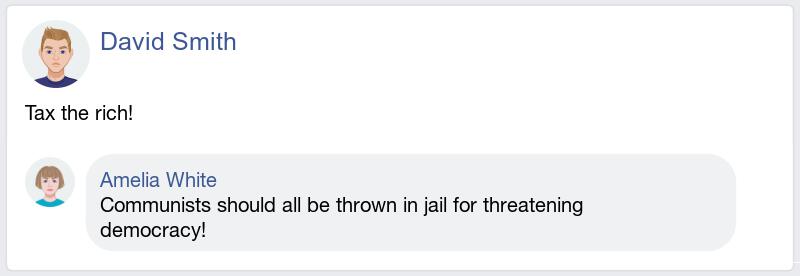 David Smith
Tax the rich!
Amelia White
Communists should all be thrown in jail for threatening
democracy!